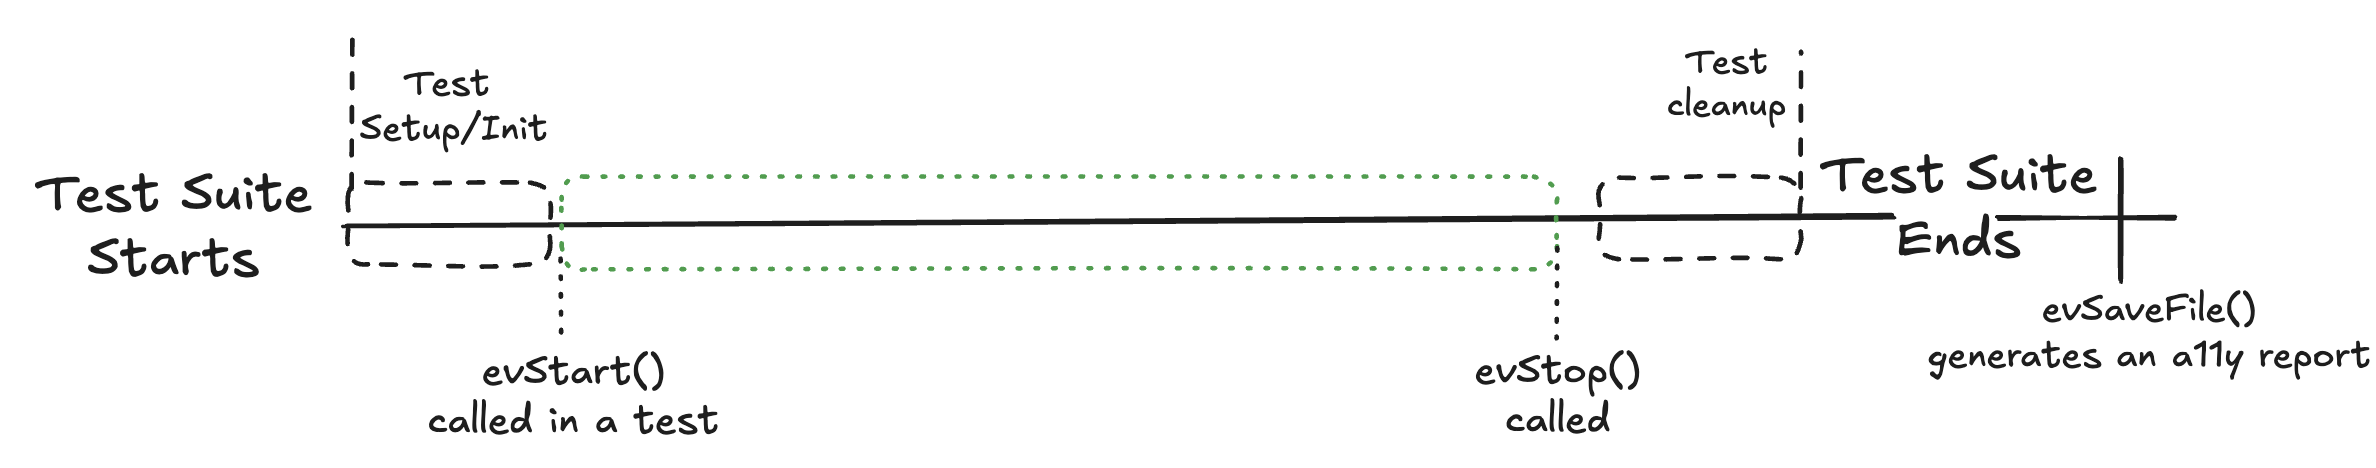 Test Suite
Starts
Test
Setup/Init
evStart()
called in a test
evStop()
called
Test
cleanup
Test Suite
Ends
evSaveFile()
generates an a11y report